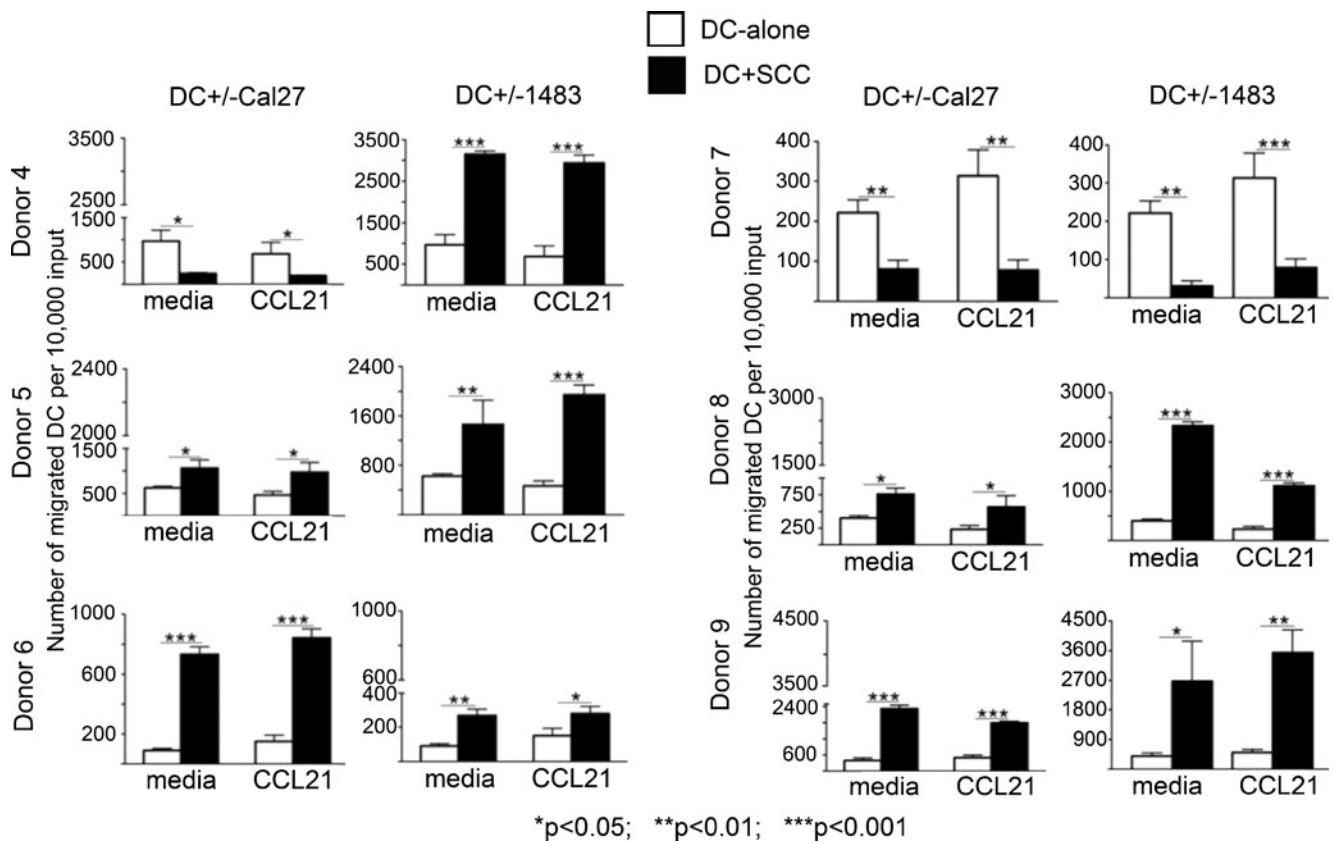 DC-alone
DC+SCC
DC+/-Cal27
DC+/-1483
DC+/-Cal27
DC+/-1483
Number of migrated DC per 10,000 input
Donor 4
3500
2500
1500
500
*
*
media
CCL21
3500
2500
1500
500
***
***
media
CCL21
Donor 5
2400
2000
1500
500
*
*
media
CCL21
2400
1600
800
**
***
media
CCL21
Donor 6
1000
600
200
***
***
media
CCL21
1000
600
400
200
**
*
media
CCL21
Number of migrated DC per 10,000 input
Donor 7
400
300
200
100
**
**
media
CCL21
400
300
200
100
**
***
media
CCL21
Donor 8
3000
1500
750
250
*
*
media
CCL21
3000
2000
1000
***
***
media
CCL21
Donor 9
4500
3500
2400
600
***
***
media
CCL21
4500
3600
2700
1800
900
*
**
media
CCL21
*p<0.05; **p<0.01; ***p<0.001